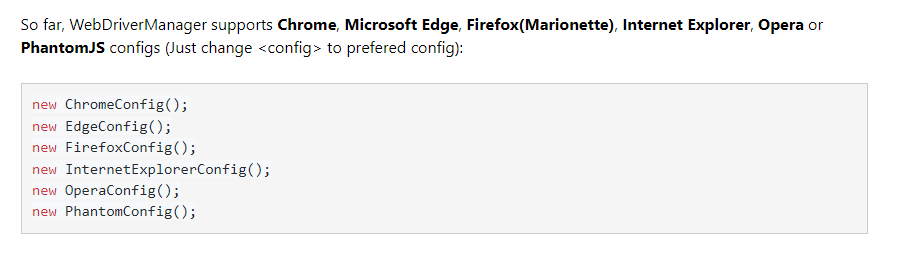 So far, WebDriverManager supports Chrome, Microsoft Edge, Firefox(Marionette), Internet Explorer, Opera or
PhantomJS configs (Just change <config> to prefered config):
new ChromeConfig();
new EdgeConfig();
new FirefoxConfig();
new InternetExplorerConfig();
new OperaConfig();
new PhantomConfig();